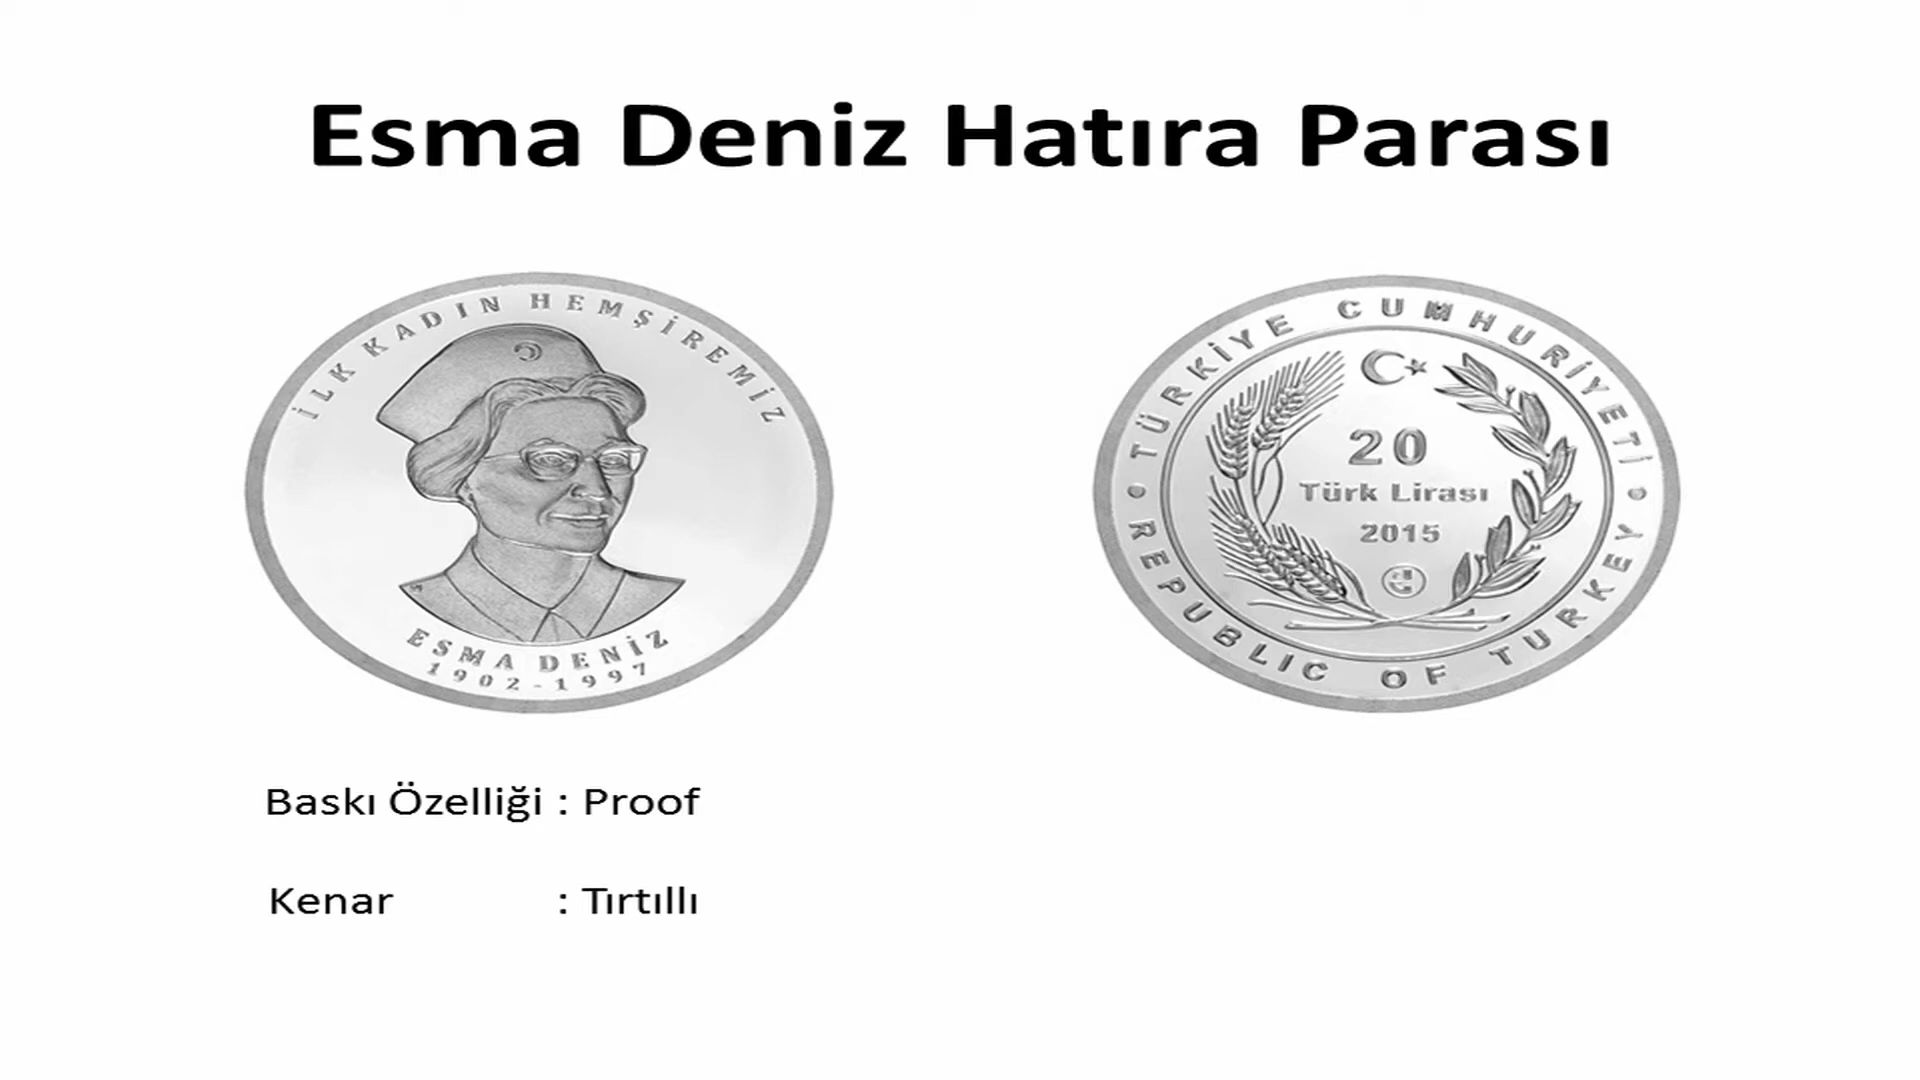 Esma Deniz Hatıra Parası
İLK KADIN HEMŞİREMİZ
ESMA DENİZ
1902-1997
TÜRKİYE CUMHURİYETİ
20
Türk Lirası
2015
REPUBLIC OF TURKEY
Baskı Özelliği : Proof
Kenar : Tırtıllı